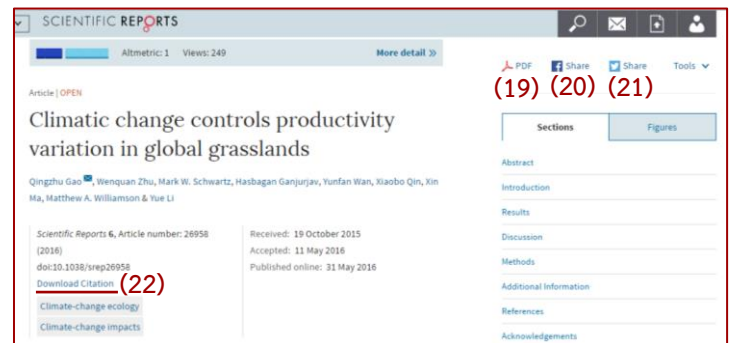 SCIENTIFIC REPORTS
Altmetric: 1 Views: 249 More detail »
PDF Share Share Tools
(19) (20) (21)
Article | OPEN
Climatic change controls productivity
variation in global grasslands
Qingzhu Gao, Wenquan Zhu, Mark W. Schwartz, Hasbagan Ganjurjav, Yunfan Wan, Xiaobo Qin, Xin
Ma, Matthew A. Williamson & Yue Li
Scientific Reports 6, Article number: 26958
(2016)
doi:10.1038/srep26958
Download Citation (22)
Climate-change ecology
Climate-change impacts
Received: 19 October 2015
Accepted: 11 May 2016
Published online: 31 May 2016
Sections Figures
Abstract
Introduction
Results
Discussion
Methods
Additional Information
References
Acknowledgements